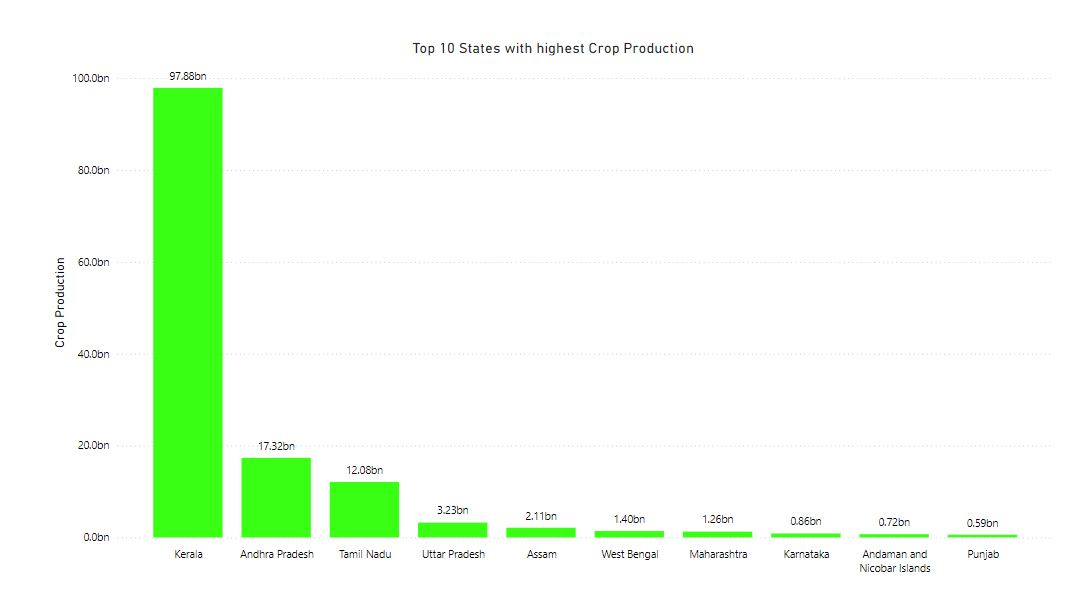 Top 10 States with highest Crop Production
Crop Production
100.0bn
80.0bn
60.0bn
40.0bn
20.0bn
0.0bn
97.88bn
17.32bn
12.08bn
3.23bn
2.11bn
1.40bn
1.26bn
0.86bn
0.72bn
0.59bn
Kerala
Andhra Pradesh
Tamil Nadu
Uttar Pradesh
Assam
West Bengal
Maharashtra
Karnataka
Andaman and
Nicobar Islands
Punjab